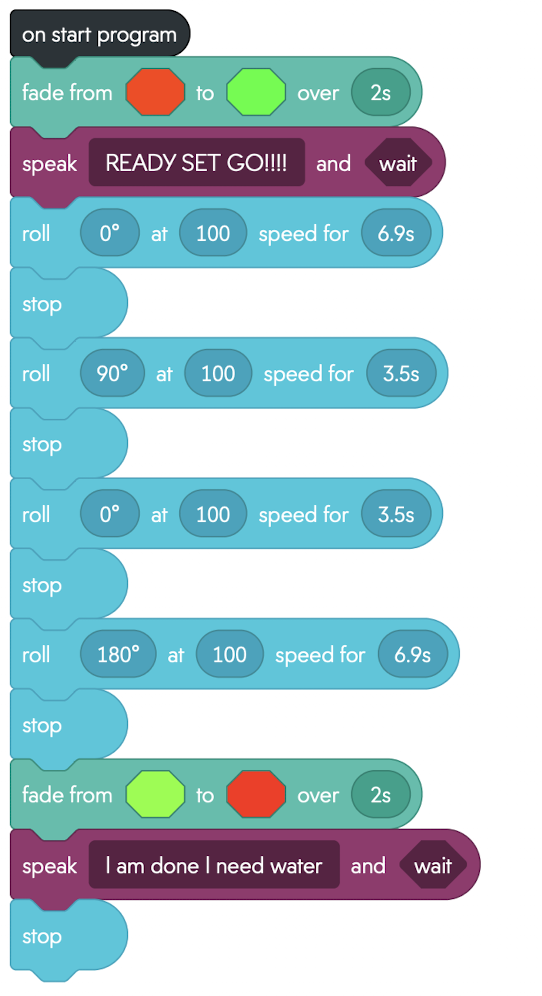 on start program
fade from to over 2s
speak READY SET GO!!!! and wait
roll 0° at 100 speed for 6.9s
stop
roll 90° at 100 speed for 3.5s
stop
roll 0° at 100 speed for 3.5s
stop
roll 180° at 100 speed for 6.9s
stop
fade from to over 2s
speak I am done I need water and wait
stop